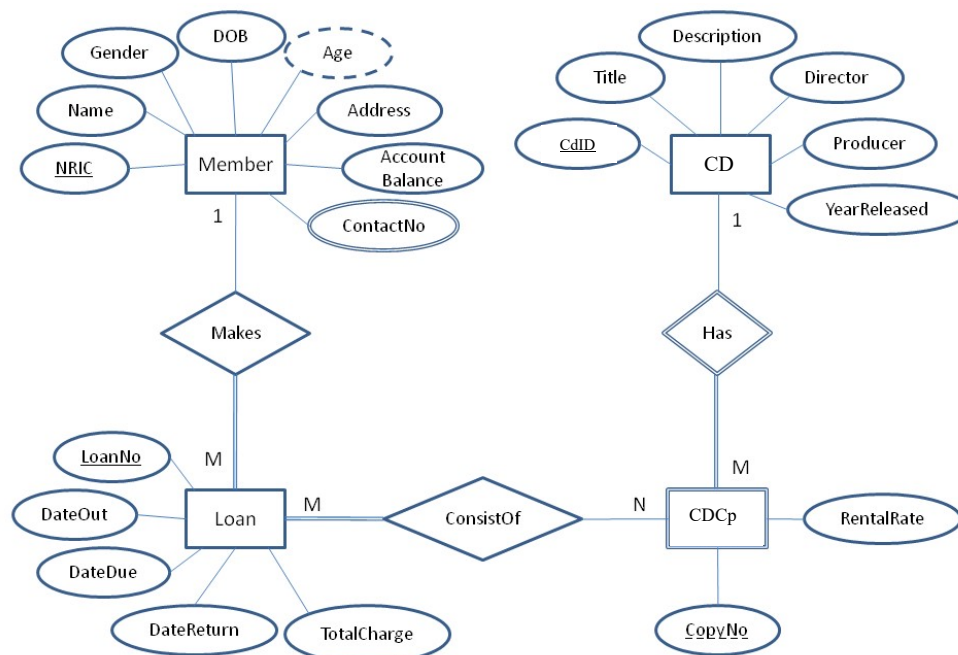 DOB
Gender
Age
Description
Title
Director
Name
Address
NRIC
Member
Account
Balance
CdID
CD
Producer
ContactNo
YearReleased
1
1
Makes
Has
LoanNo
M
M
DateOut
Loan
M
ConsistOf
N
CDCp
RentalRate
DateDue
DateReturn
TotalCharge
CopyNo